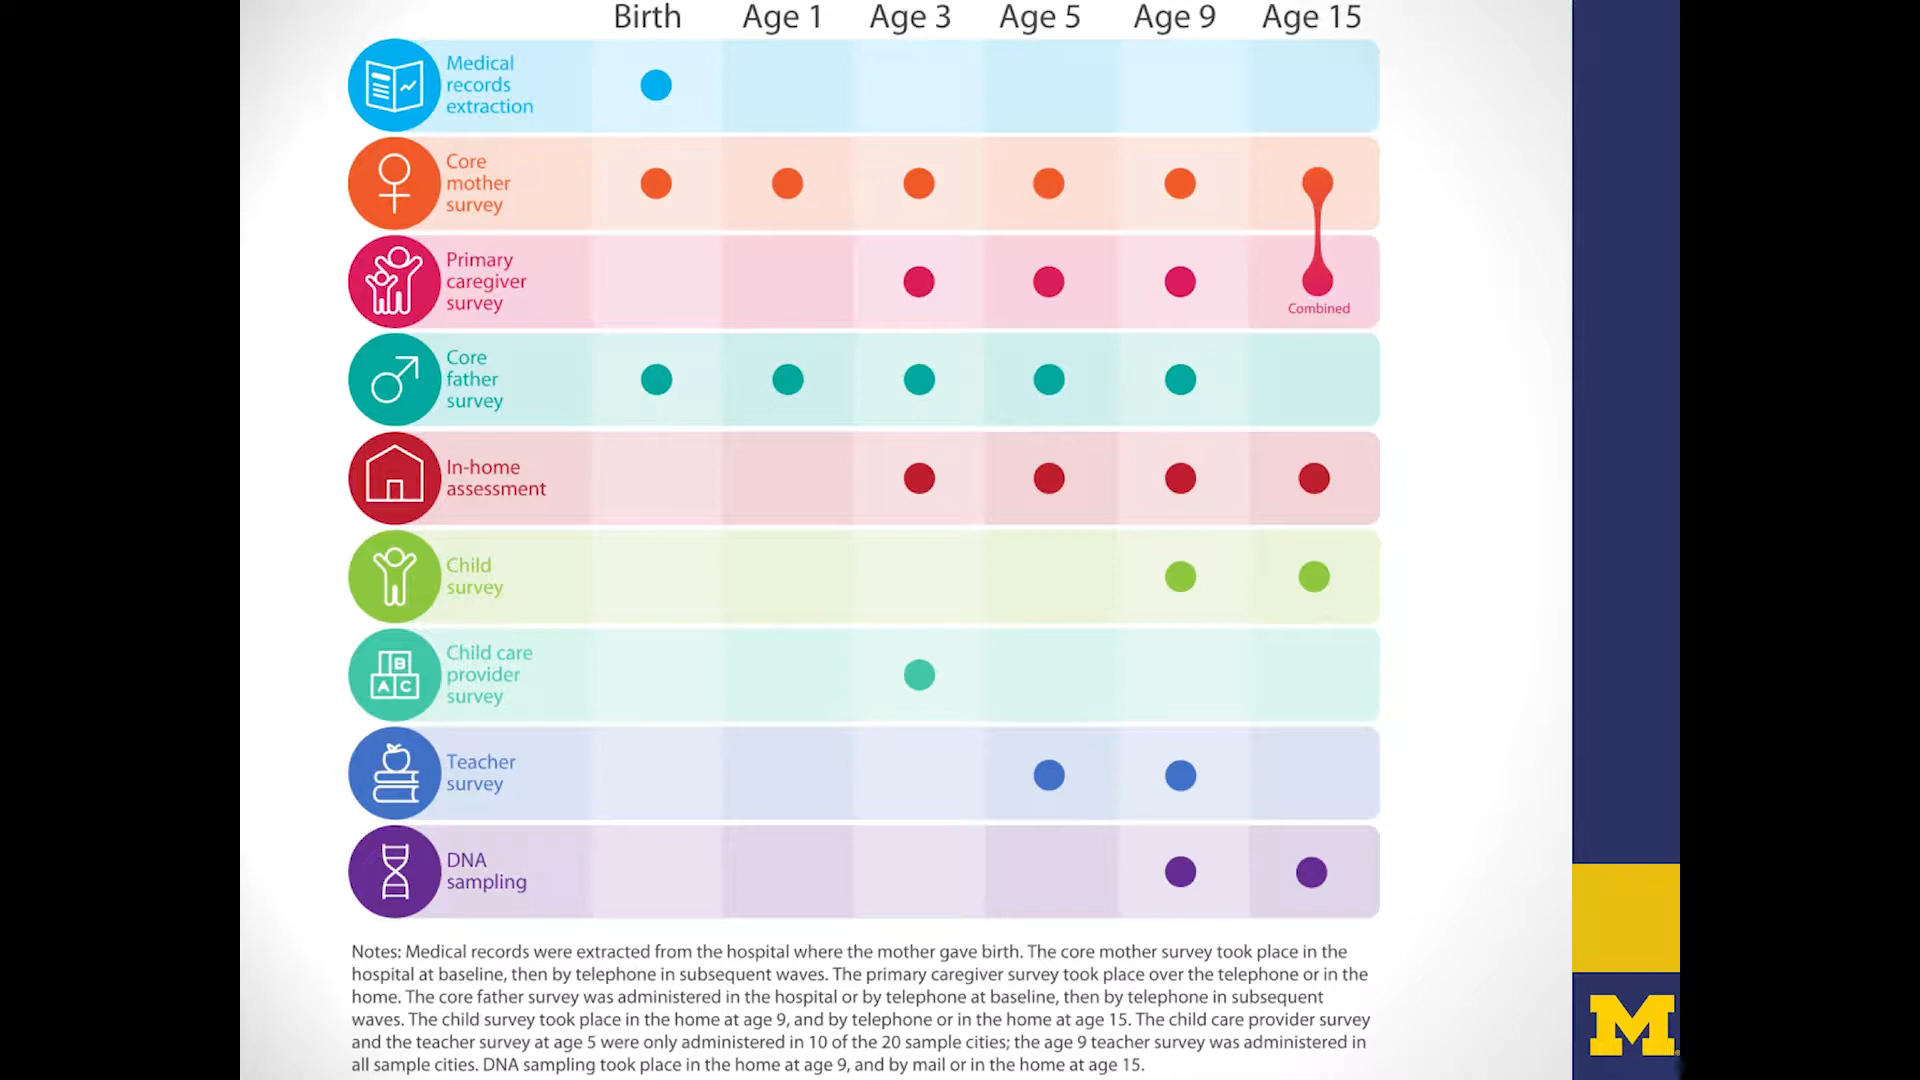 Birth Age 1 Age 3 Age 5 Age 9 Age 15
Medical
records
extraction
Core
mother
survey
Primary
caregiver
survey
Combined
Core
father
survey
In-home
assessment
Child
survey
B
A C
Child care
provider
survey
Teacher
survey
DNA
sampling
Notes: Medical records were extracted from the hospital where the mother gave birth. The core mother survey took place in the
hospital at baseline, then by telephone in subsequent waves. The primary caregiver survey took place over the telephone or in the
home. The core father survey was administered in the hospital or by telephone at baseline, then by telephone in subsequent
waves. The child survey took place in the home at age 9, and by telephone or in the home at age 15. The child care provider survey
and the teacher survey at age 5 were only administered in 10 of the 20 sample cities; the age 9 teacher survey was administered in
all sample cities. DNA sampling took place in the home at age 9, and by mail or in the home at age 15.
M